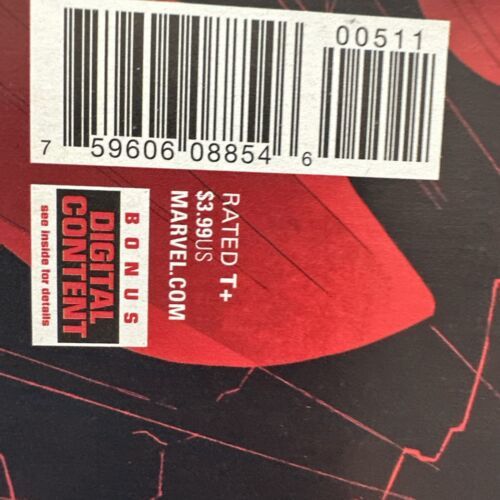 00511
7 59606 08854 6
RATED T+
$3.99US
MARVEL.COM
BONUS
DIGITAL
CONTENT
see inside for details